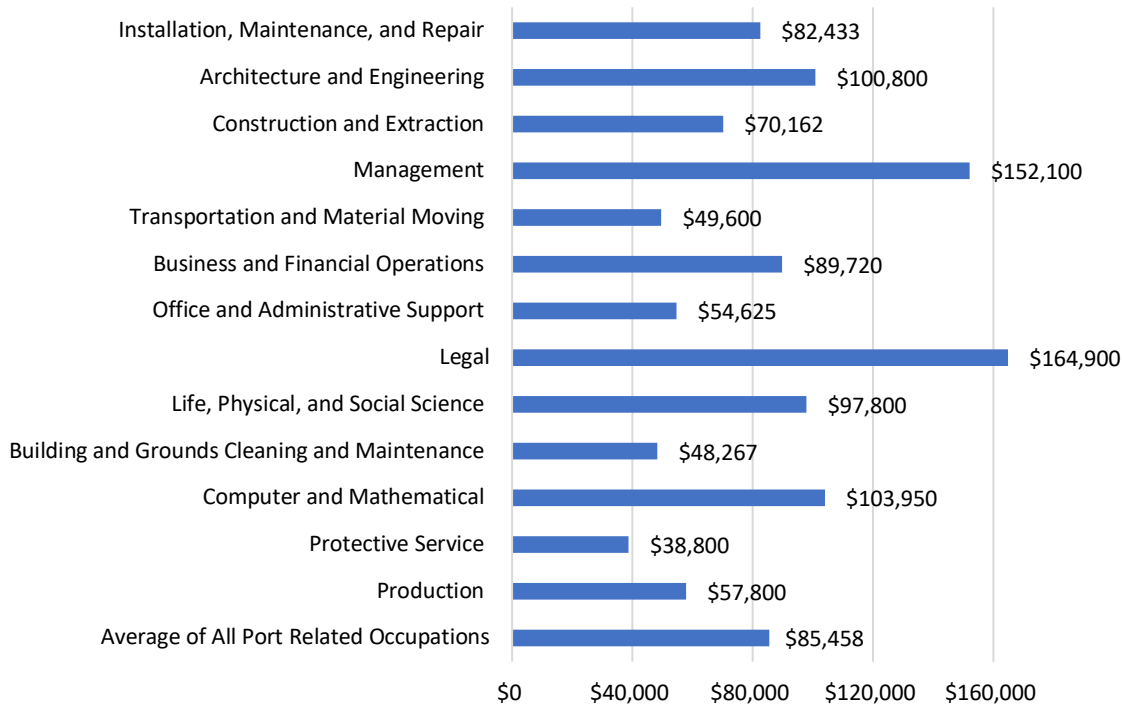 Installation, Maintenance, and Repair $82,433
Architecture and Engineering $100,800
Construction and Extraction $70,162
Management $152,100
Transportation and Material Moving $49,600
Business and Financial Operations $89,720
Office and Administrative Support $54,625
Legal $164,900
Life, Physical, and Social Science $97,800
Building and Grounds Cleaning and Maintenance $48,267
Computer and Mathematical $103,950
Protective Service $38,800
Production $57,800
Average of All Port Related Occupations $85,458
$0 $40,000 $80,000 $120,000 $160,000